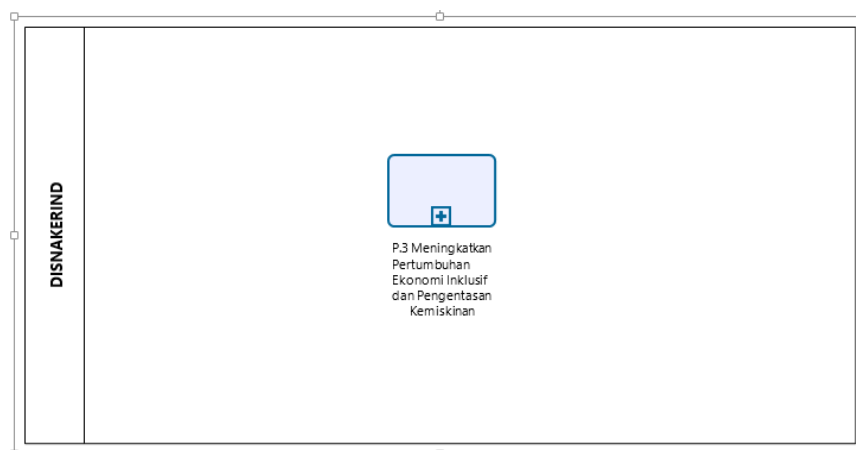 DISNAKERIND
P.3 Meningkatkan
Pertumbuhan
Ekonomi Inklusif
dan Pengentasan
Kemiskinan